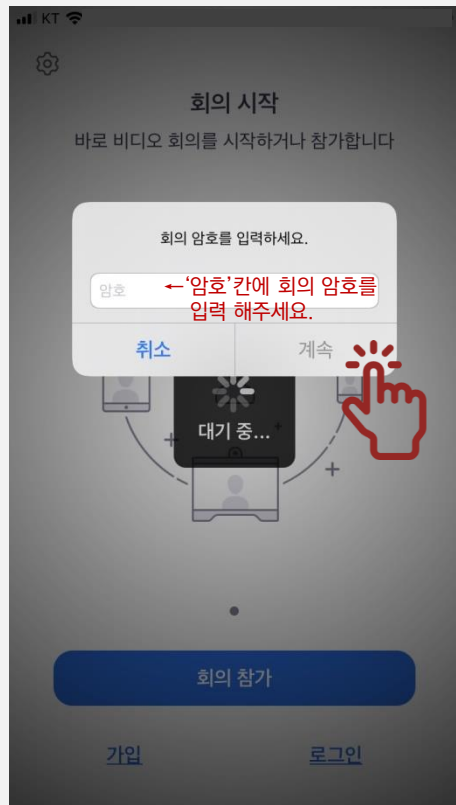 KT
회의 시작
바로 비디오 회의를 시작하거나 참가합니다
회의 암호를 입력하세요.
암호 ←‘암호’칸에 회의 암호를
입력 해주세요.
취소 계속
대기 중...
회의 참가
가입 로그인